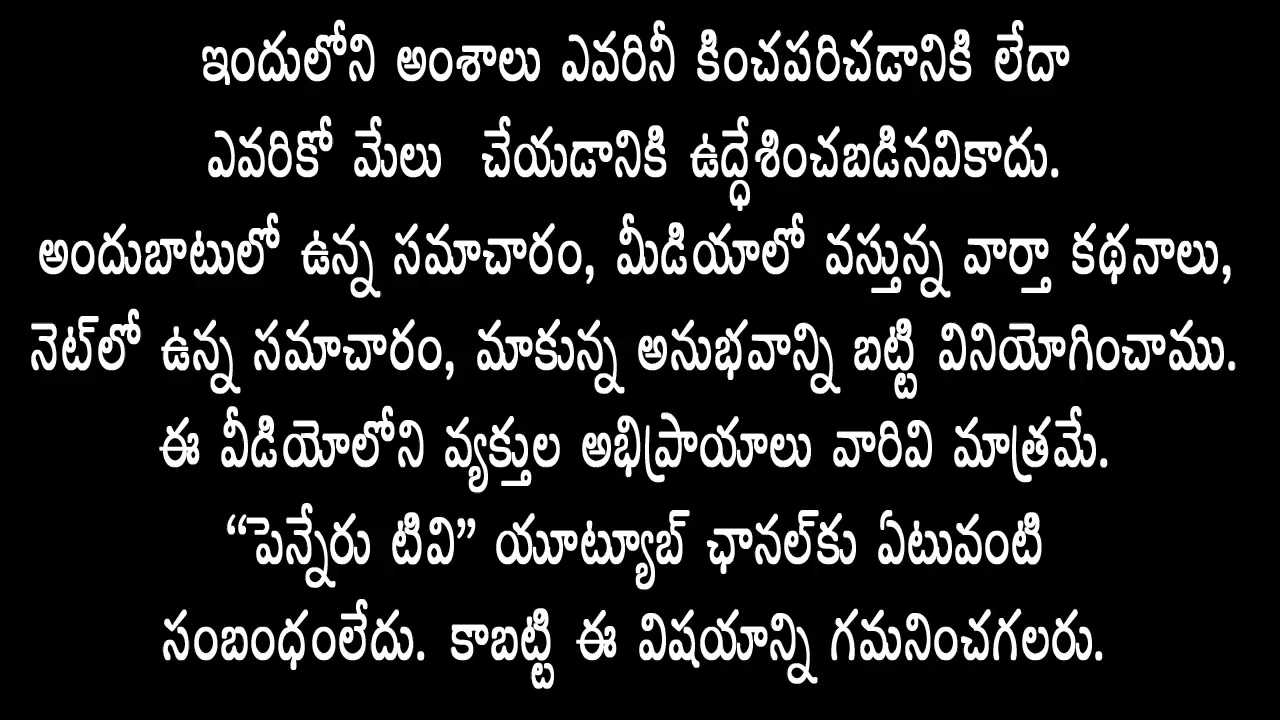 ఇందులోని అంశాలు ఎవరినీ కించపరిచడానికి లేదా
ఎవరికో మేలు చేయడానికి ఉద్ధేశించబడినవికాదు.
అందుబాటులో ఉన్న సమాచారం, మీడియాలో వస్తున్న వార్తా కథనాలు,
నెట్‌లో ఉన్న సమాచారం, మాకున్న అనుభవాన్ని బట్టి వినియోగించాము.
ఈ వీడియోలోని వ్యక్తుల అభిప్రాయాలు వారివి మాత్రమే.
“పెన్నేరు టివి” యూట్యూబ్ ఛానల్‌కు ఏటువంటి
సంబంధంలేదు. కాబట్టి ఈ విషయాన్ని గమనించగలరు.